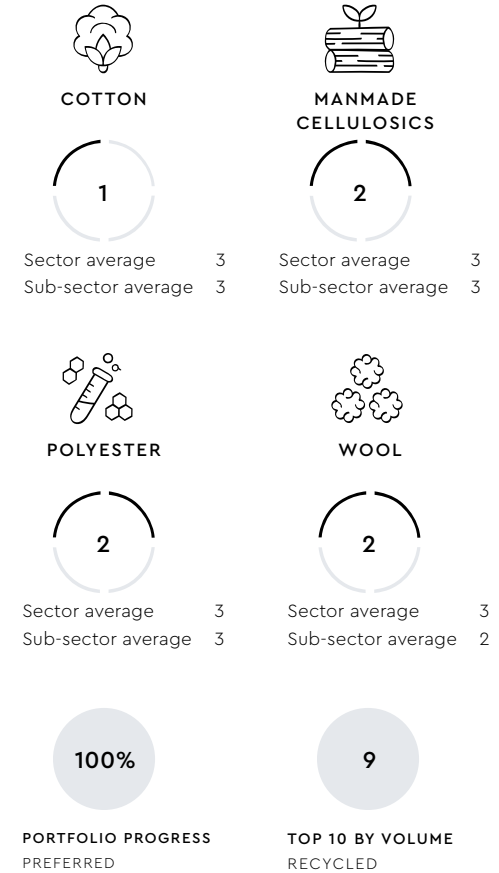 COTTON
1
Sector average 3
Sub-sector average 3
MANMADE
CELLULOSICS
2
Sector average 3
Sub-sector average 3
POLYESTER
2
Sector average 3
Sub-sector average 3
WOOL
2
Sector average 3
Sub-sector average 2
100%
PORTFOLIO PROGRESS
PREFERRED
9
TOP 10 BY VOLUME
RECYCLED